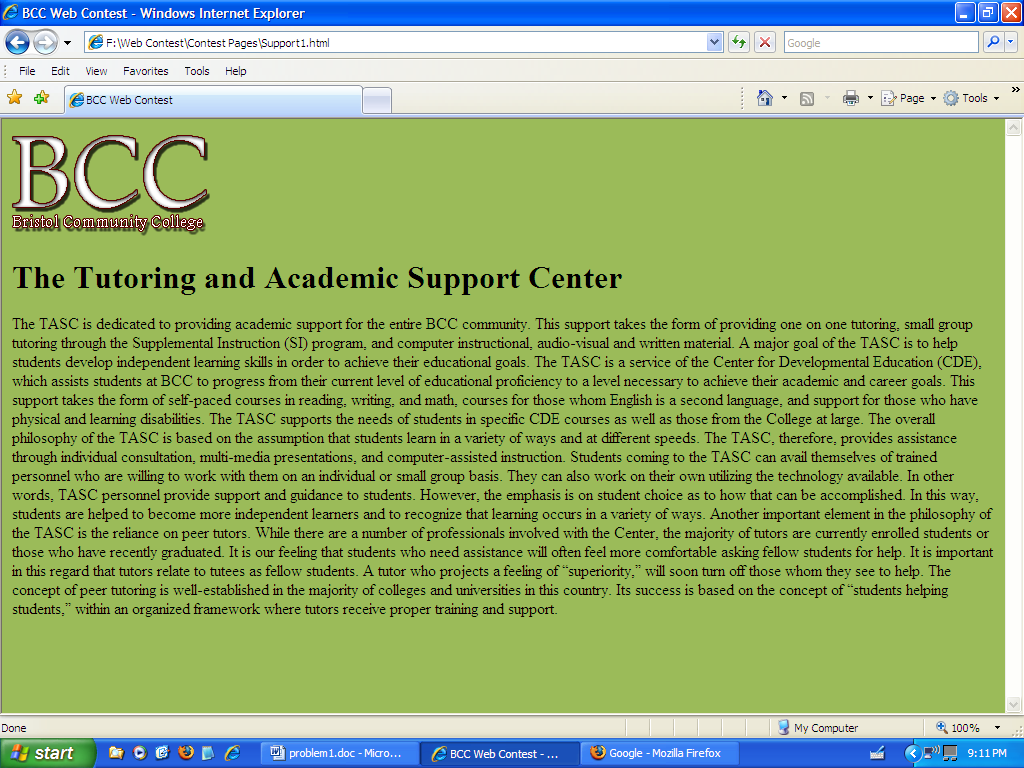 BCC Web Contest - Windows Internet Explorer
F:\Web Contest\Contest Pages\Support1.html
Google
File Edit View Favorites Tools Help
BCC Web Contest
Page Tools
BCC
Bristol Community College
The Tutoring and Academic Support Center
The TASC is dedicated to providing academic support for the entire BCC community. This support takes the form of providing one on one tutoring, small group
tutoring through the Supplemental Instruction (SI) program, and computer instructional, audio-visual and written material. A major goal of the TASC is to help
students develop independent learning skills in order to achieve their educational goals. The TASC is a service of the Center for Developmental Education (CDE),
which assists students at BCC to progress from their current level of educational proficiency to a level necessary to achieve their academic and career goals. This
support takes the form of self-paced courses in reading, writing, and math, courses for those whom English is a second language, and support for those who have
physical and learning disabilities. The TASC supports the needs of students in specific CDE courses as well as those from the College at large. The overall
philosophy of the TASC is based on the assumption that students learn in a variety of ways and at different speeds. The TASC, therefore, provides assistance
through individual consultation, multi-media presentations, and computer-assisted instruction. Students coming to the TASC can avail themselves of trained
personnel who are willing to work with them on an individual or small group basis. They can also work on their own utilizing the technology available. In other
words, TASC personnel provide support and guidance to students. However, the emphasis is on student choice as to how that can be accomplished. In this way,
students are helped to become more independent learners and to recognize that learning occurs in a variety of ways. Another important element in the philosophy of
the TASC is the reliance on peer tutors. While there are a number of professionals involved with the Center, the majority of tutors are currently enrolled students or
those who have recently graduated. It is our feeling that students who need assistance will often feel more comfortable asking fellow students for help. It is important
in this regard that tutors relate to tutees as fellow students. A tutor who projects a feeling of “superiority,” will soon turn off those whom they see to help. The
concept of peer tutoring is well-established in the majority of colleges and universities in this country. Its success is based on the concept of “students helping
students,” within an organized framework where tutors receive proper training and support.
Done My Computer 100%
start problem1.doc - Micro... BCC Web Contest - ... Google - Mozilla Firefox 9:11 PM